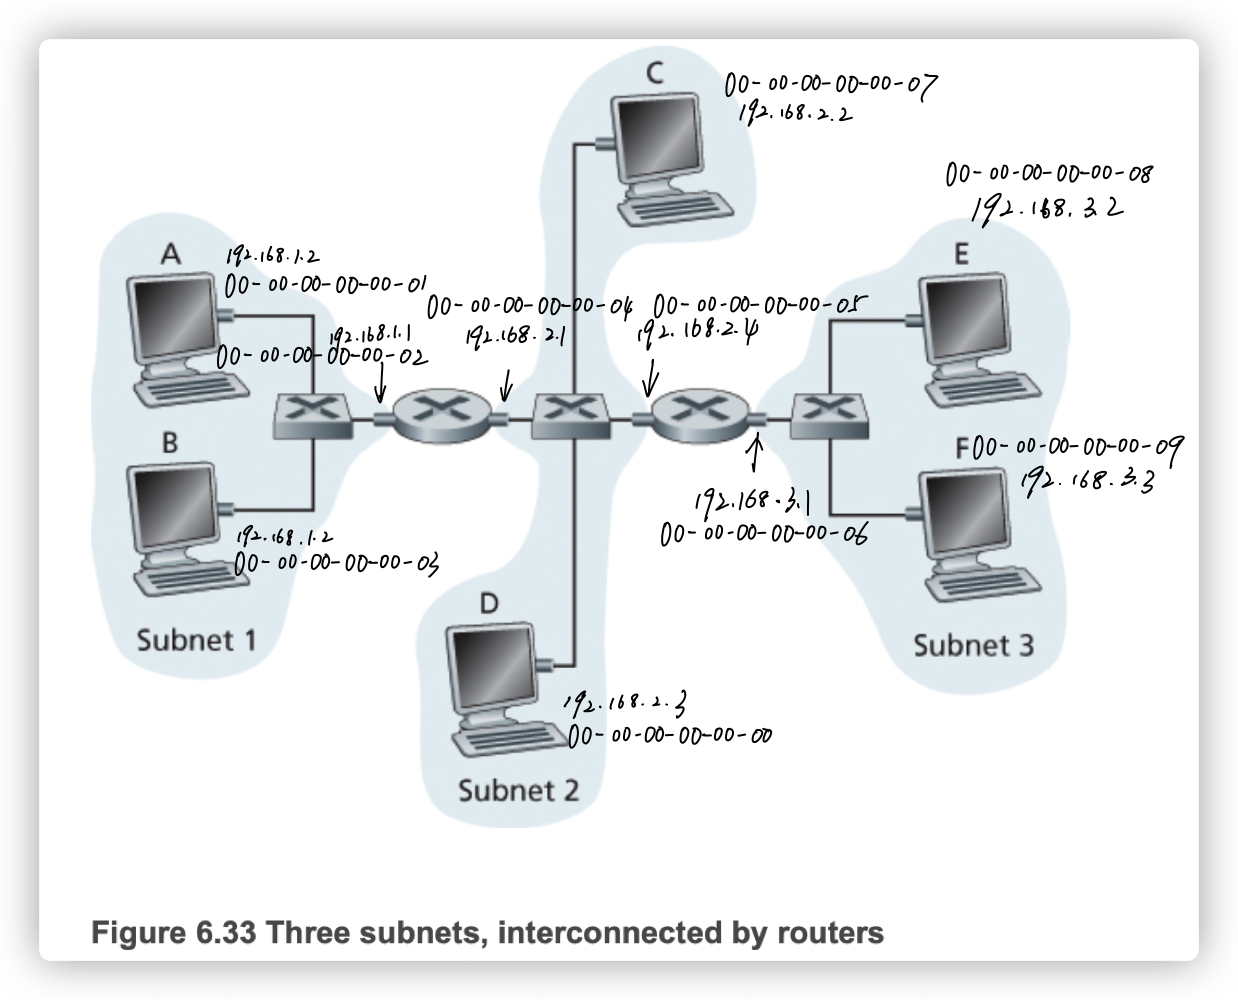 C
00-00-00-00-00-07
192.168.2.2
00-00-00-00-00-08
192.168.3.2
A
192.168.1.2
00-00-00-00-00-01
E
00-00-00-00-00-04
192.168.2.1
00-00-00-00-00-05
192.168.2.4
192.168.1.1
00-00-00-00-00-02
B
192.168.1.2
00-00-00-00-00-03
F
00-00-00-00-00-09
192.168.3.3
192.168.3.1
00-00-00-00-00-06
Subnet 1
Subnet 3
D
192.168.2.3
00-00-00-00-00-00
Subnet 2
Figure 6.33 Three subnets, interconnected by routers